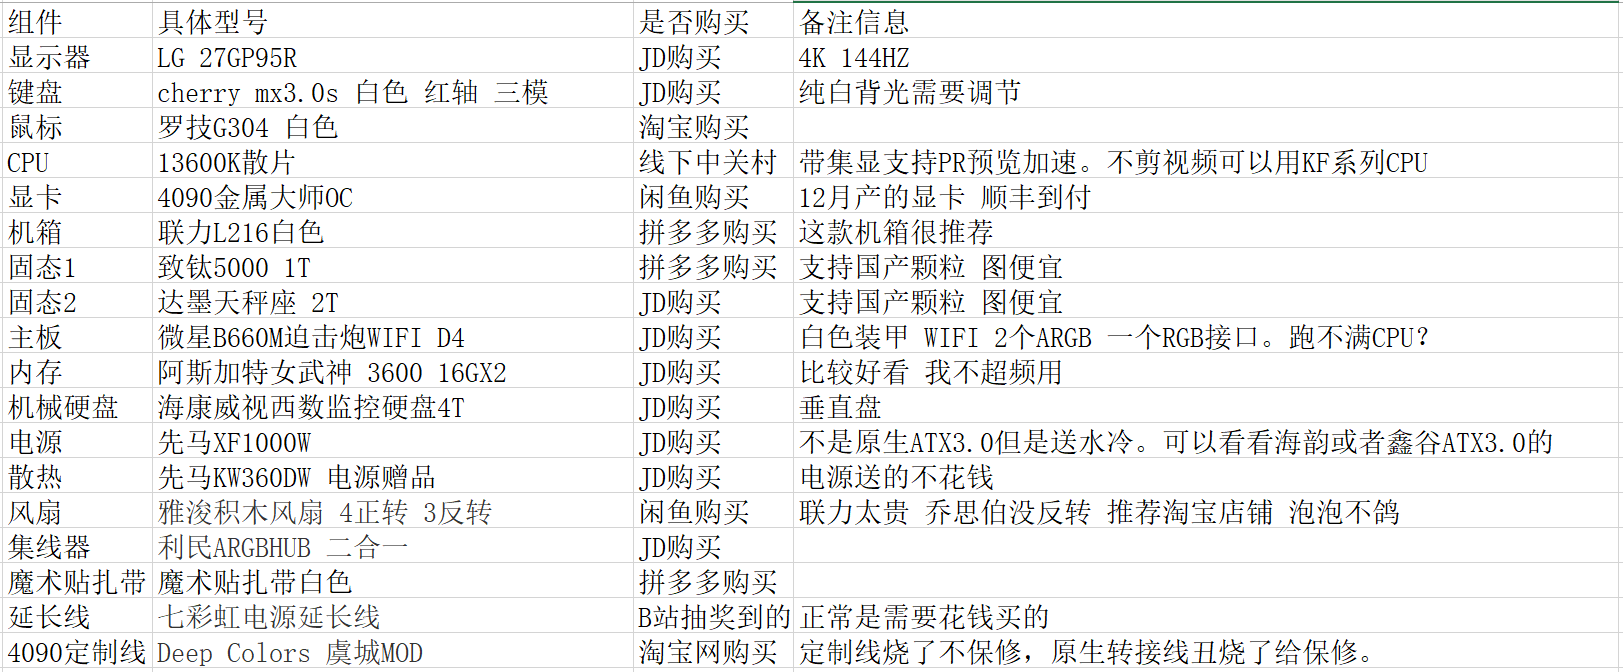 组件 具体型号 是否购买 备注信息
显示器 LG 27GP95R JD购买 4K 144HZ
键盘 cherry mx3.0s 白色 红轴 三模 JD购买 纯白背光需要调节
鼠标 罗技G304 白色 淘宝购买
CPU 13600K散片 线下中关村 带集显支持PR预览加速。不剪视频可以用KF系列CPU
显卡 4090金属大师OC 闲鱼购买 12月产的显卡 顺丰到付
机箱 联力L216白色 拼多多购买 这款机箱很推荐
固态1 致钛5000 1T 拼多多购买 支持国产颗粒 图便宜
固态2 达墨天秤座 2T JD购买 支持国产颗粒 图便宜
主板 微星B660M迫击炮WIFI D4 JD购买 白色装甲 WIFI 2个ARGB 一个RGB接口。跑不满CPU?
内存 阿斯加特女武神 3600 16GX2 JD购买 比较好看 我不超频用
机械硬盘 海康威视西数监控硬盘4T JD购买 垂直盘
电源 先马XF1000W JD购买 不是原生ATX3.0但是送水冷。可以看看海韵或者鑫谷ATX3.0的
散热 先马KW360DW 电源赠品 JD购买 电源送的不花钱
风扇 雅浚积木风扇 4正转 3反转 闲鱼购买 联力太贵 乔思伯没反转 推荐淘宝店铺 泡泡不鸽
集线器 利民ARGBHUB 二合一 JD购买
魔术贴扎带 魔术贴扎带白色 拼多多购买
延长线 七彩虹电源延长线 B站抽奖到的 正常是需要花钱买的
4090定制线 Deep Colors 虞城MOD 淘宝网购买 定制线烧了不保修，原生转接线丑烧了给保修。